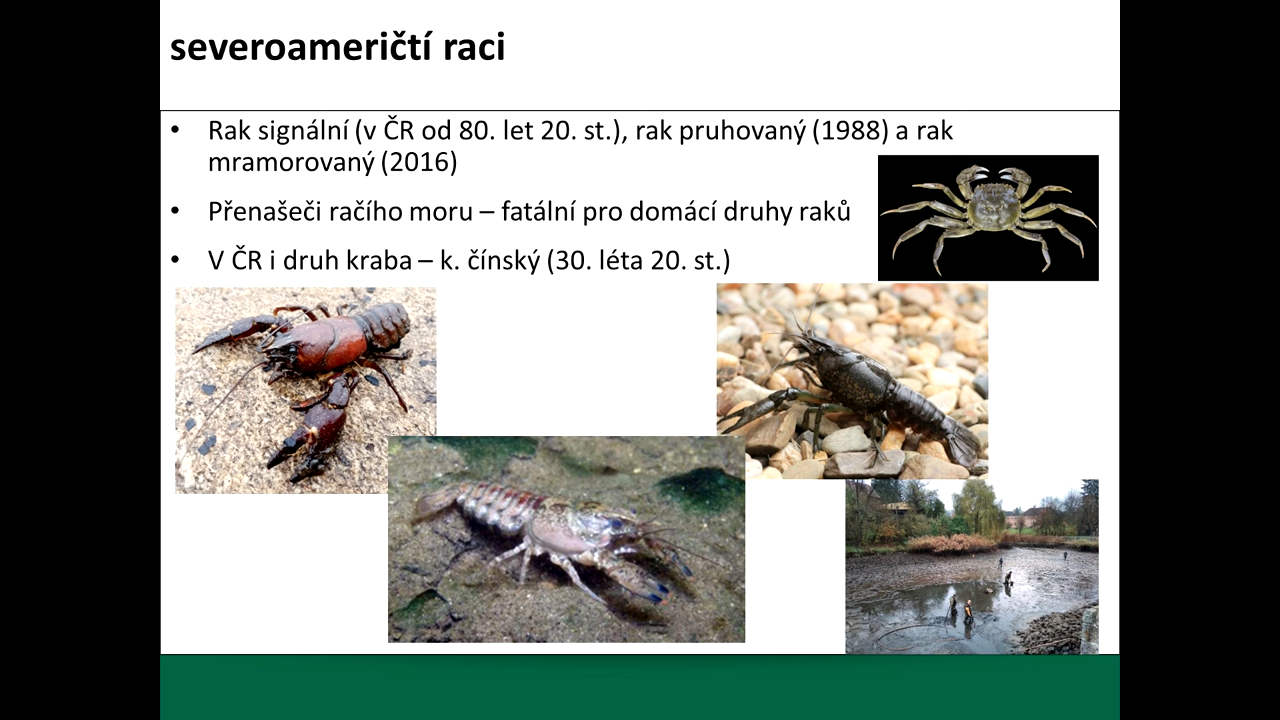 severoameričtí raci
• Rak signální (v ČR od 80. let 20. st.), rak pruhovaný (1988) a rak
mramorovaný (2016)
• Přenašeči račího moru – fatální pro domácí druhy raků
• V ČR i druh kraba – k. čínský (30. léta 20. st.)